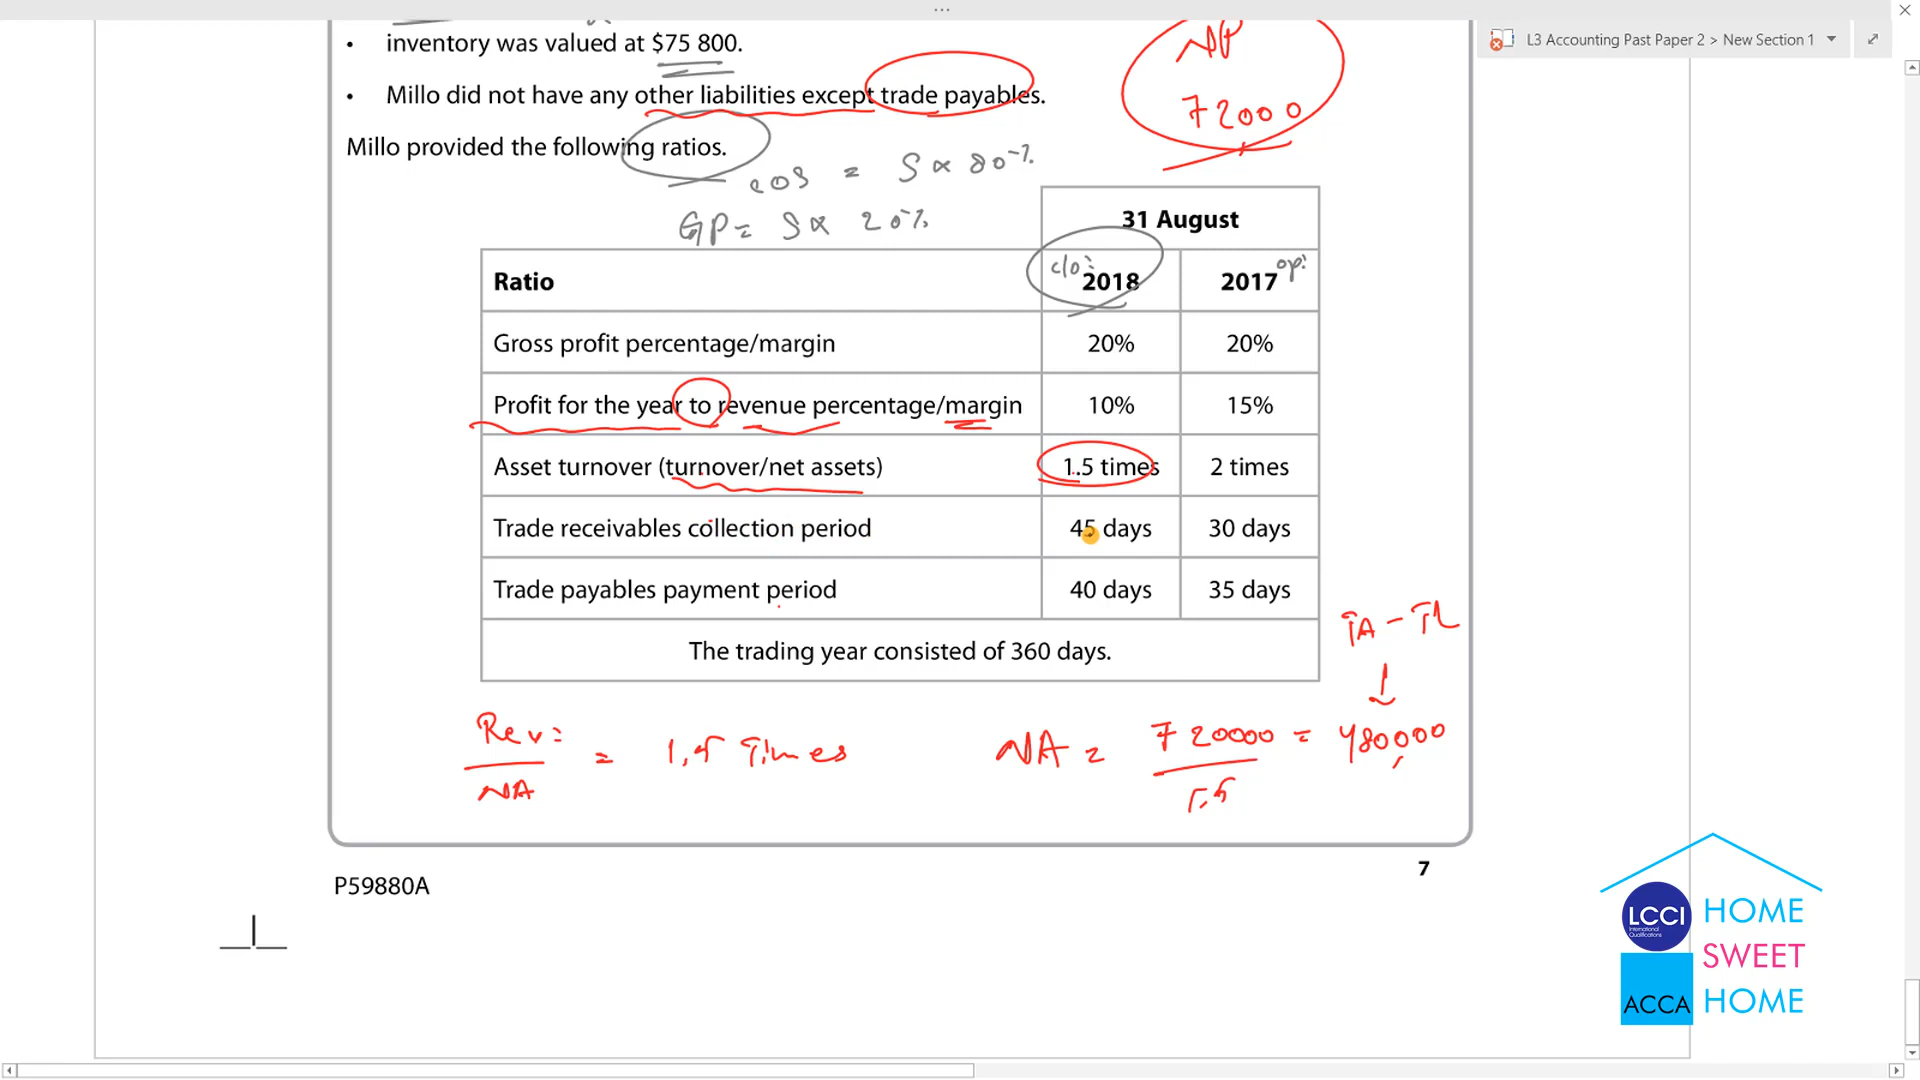 L3 Accounting Past Paper 2 > New Section 1
• inventory was valued at $75 800.
NP
72000
• Millo did not have any other liabilities except trade payables.
Millo provided the following ratios.
COS = S × 80%
GP = S × 20%
31 August
Ratio c/o: 2018 2017 op:
Gross profit percentage/margin 20% 20%
Profit for the year to revenue percentage/margin 10% 15%
Asset turnover (turnover/net assets) 1.5 times 2 times
Trade receivables collection period 45 days 30 days
Trade payables payment period 40 days 35 days
The trading year consisted of 360 days.
TA - TL
Rev: / NA = 1.5 Times
NA = 720000 / 1.5 = 480,000
7
P59880A
LCCI
International Qualifications
HOME
SWEET
ACCA HOME